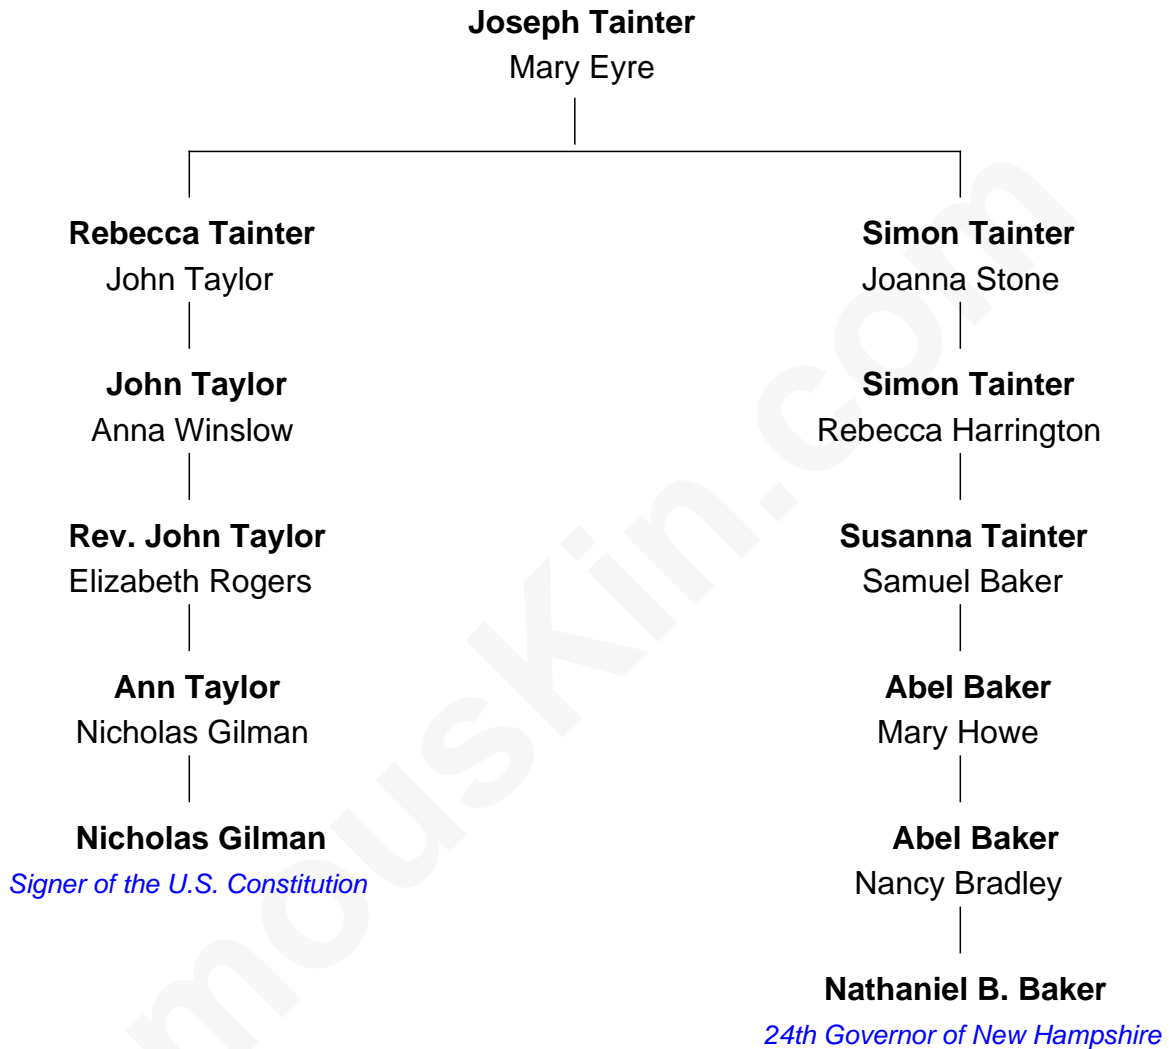 Joseph Tainter
Mary Eyre
Rebecca Tainter
John Taylor
John Taylor
Anna Winslow
Rev. John Taylor
Elizabeth Rogers
Ann Taylor
Nicholas Gilman
Nicholas Gilman
Signer of the U.S. Constitution
Simon Tainter
Joanna Stone
Simon Tainter
Rebecca Harrington
Susanna Tainter
Samuel Baker
Abel Baker
Mary Howe
Abel Baker
Nancy Bradley
Nathaniel B. Baker
24th Governor of New Hampshire
mouskin.com